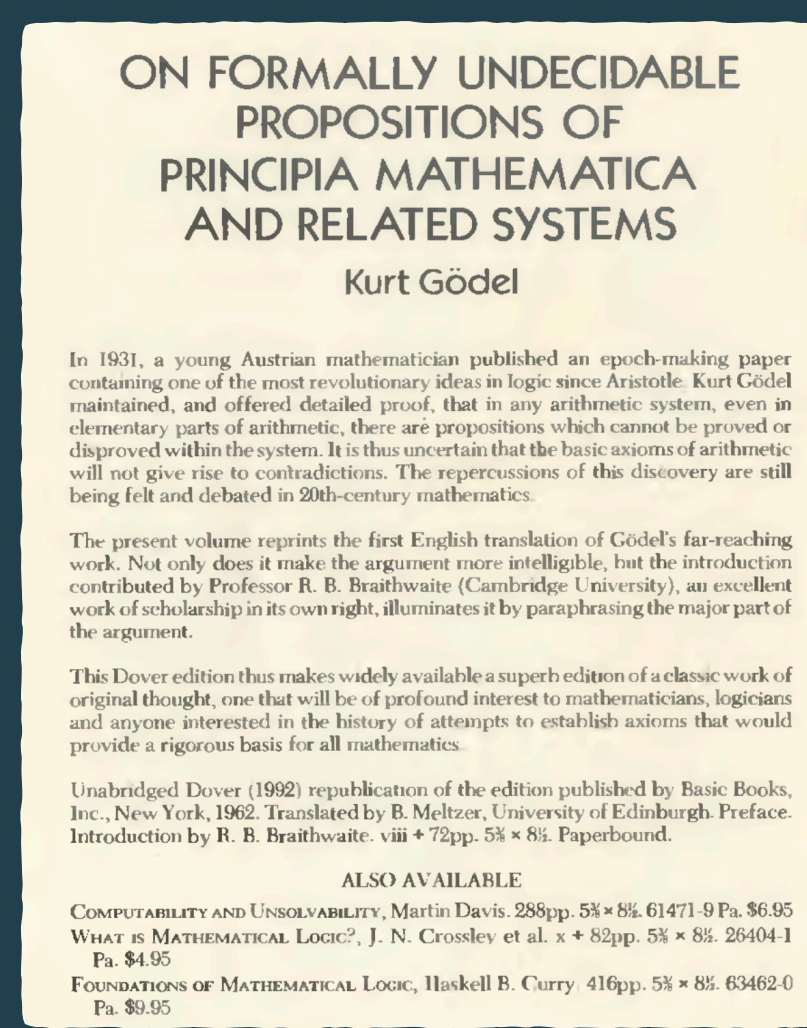 ON FORMALLY UNDECIDABLE
PROPOSITIONS OF
PRINCIPIA MATHEMATICA
AND RELATED SYSTEMS
Kurt Gödel
In 1931, a young Austrian mathematician published an epoch-making paper
containing one of the most revolutionary ideas in logic since Aristotle. Kurt Gödel
maintained, and offered detailed proof, that in any arithmetic system, even in
elementary parts of arithmetic, there are propositions which cannot be proved or
disproved within the system. It is thus uncertain that the basic axioms of arithmetic
will not give rise to contradictions. The repercussions of this discovery are still
being felt and debated in 20th-century mathematics.
The present volume reprints the first English translation of Gödel's far-reaching
work. Not only does it make the argument more intelligible, but the introduction
contributed by Professor R. B. Braithwaite (Cambridge University), an excellent
work of scholarship in its own right, illuminates it by paraphrasing the major part of
the argument.
This Dover edition thus makes widely available a superb edition of a classic work of
original thought, one that will be of profound interest to mathematicians, logicians
and anyone interested in the history of attempts to establish axioms that would
provide a rigorous basis for all mathematics.
Unabridged Dover (1992) republication of the edition published by Basic Books,
Inc., New York, 1962. Translated by B. Meltzer, University of Edinburgh. Preface.
Introduction by R. B. Braithwaite. viii + 72pp. 5⅜ × 8½. Paperbound.
ALSO AVAILABLE
COMPUTABILITY AND UNSOLVABILITY, Martin Davis. 288pp. 5⅜ × 8½. 61471-9 Pa. $6.95
WHAT IS MATHEMATICAL LOGIC?, J. N. Crossley et al. x + 82pp. 5⅜ × 8½. 26404-1
Pa. $4.95
FOUNDATIONS OF MATHEMATICAL LOGIC, Haskell B. Curry. 416pp. 5⅜ × 8½. 63462-0
Pa. $9.95